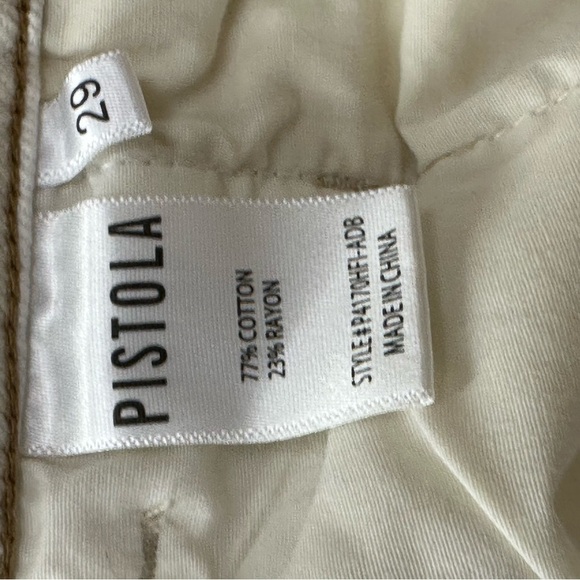 29
PISTOLA
77% COTTON
23% RAYON
STYLE#P4170HFI-ADB
MADE IN CHINA